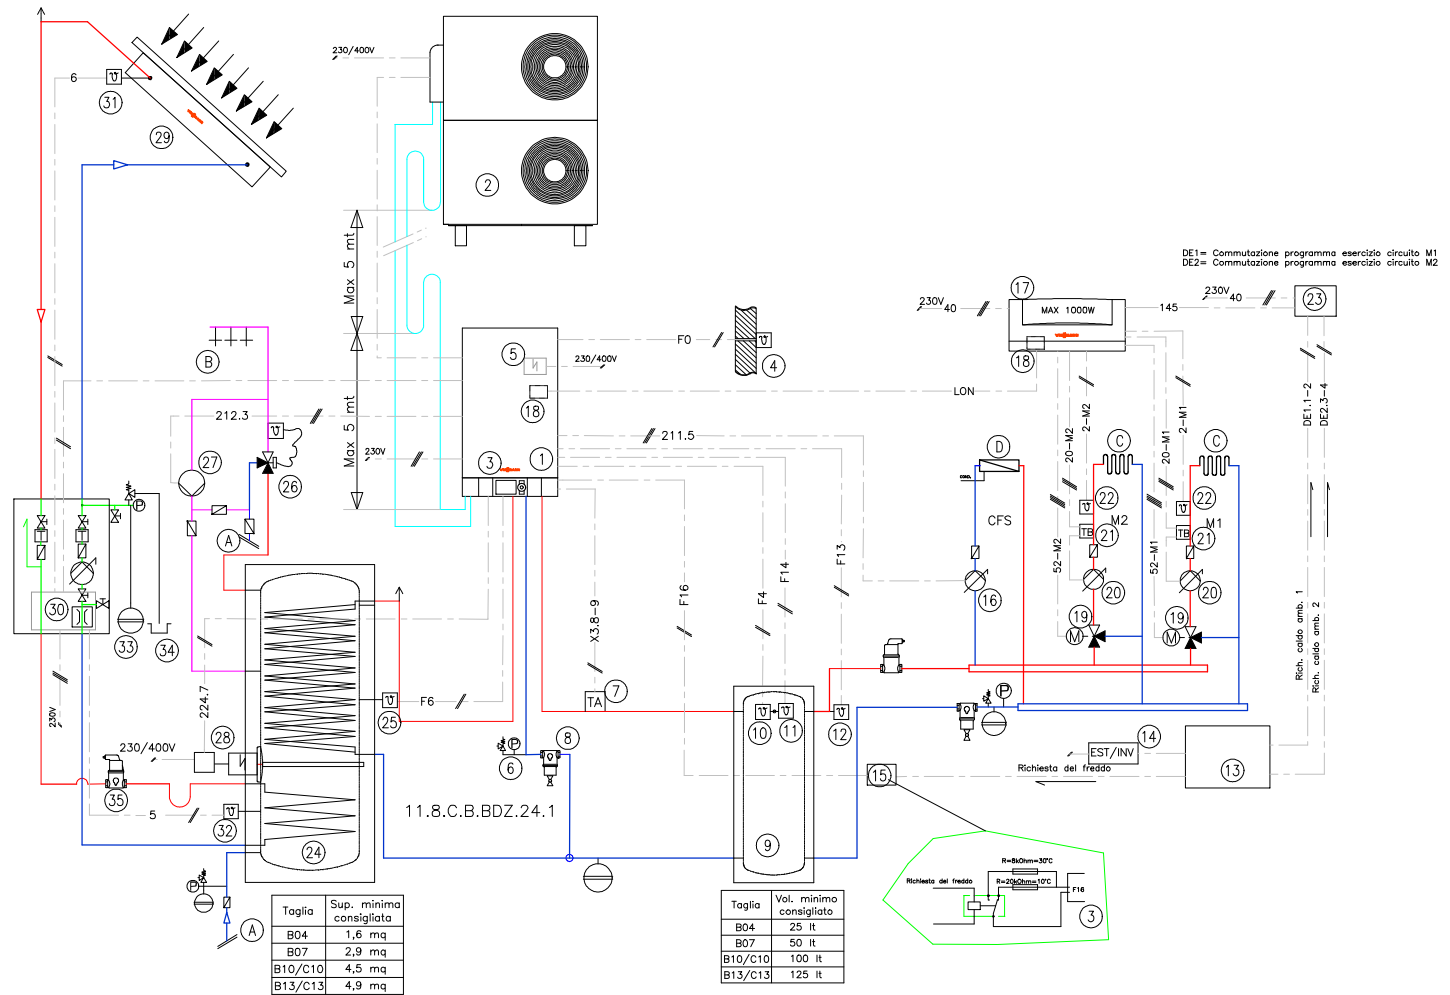 230/400V
6
31
29
2
Max 5 mt
Max 5 mt
DE1= Commutazione programma esercizio circuito M1
DE2= Commutazione programma esercizio circuito M2
230V
40
17
MAX 1000W
145
230V
40
23
18
B
F0
4
5
230/400V
18
LON
212.3
230V
3
1
211.5
27
26
A
DE1.1-2
DE2.3-4
2-M2
20-M2
2-M1
20-M1
C
C
D
COND.
CFS
22
22
M2
M1
TB
21
TB
21
52-M2
52-M1
20
20
16
19
19
M
M
P
30
33
34
230V
F16
F4
F14
F13
X3.8-9
224.7
F6
25
TA
7
10
11
12
P
Rich. caldo amb. 1
Rich. caldo amb. 2
28
230/400V
P
6
8
EST/INV
14
13
Richiesta del freddo
15
35
5
32
11.8.C.B.BDZ.24.1
24
9
P
A
Richiesta del freddo
R=8kOhm=30°C
R=20kOhm=10°C
F16
3
Taglia Sup. minima consigliata
B04 1,6 mq
B07 2,9 mq
B10/C10 4,5 mq
B13/C13 4,9 mq
Taglia Vol. minimo consigliato
B04 25 lt
B07 50 lt
B10/C10 100 lt
B13/C13 125 lt